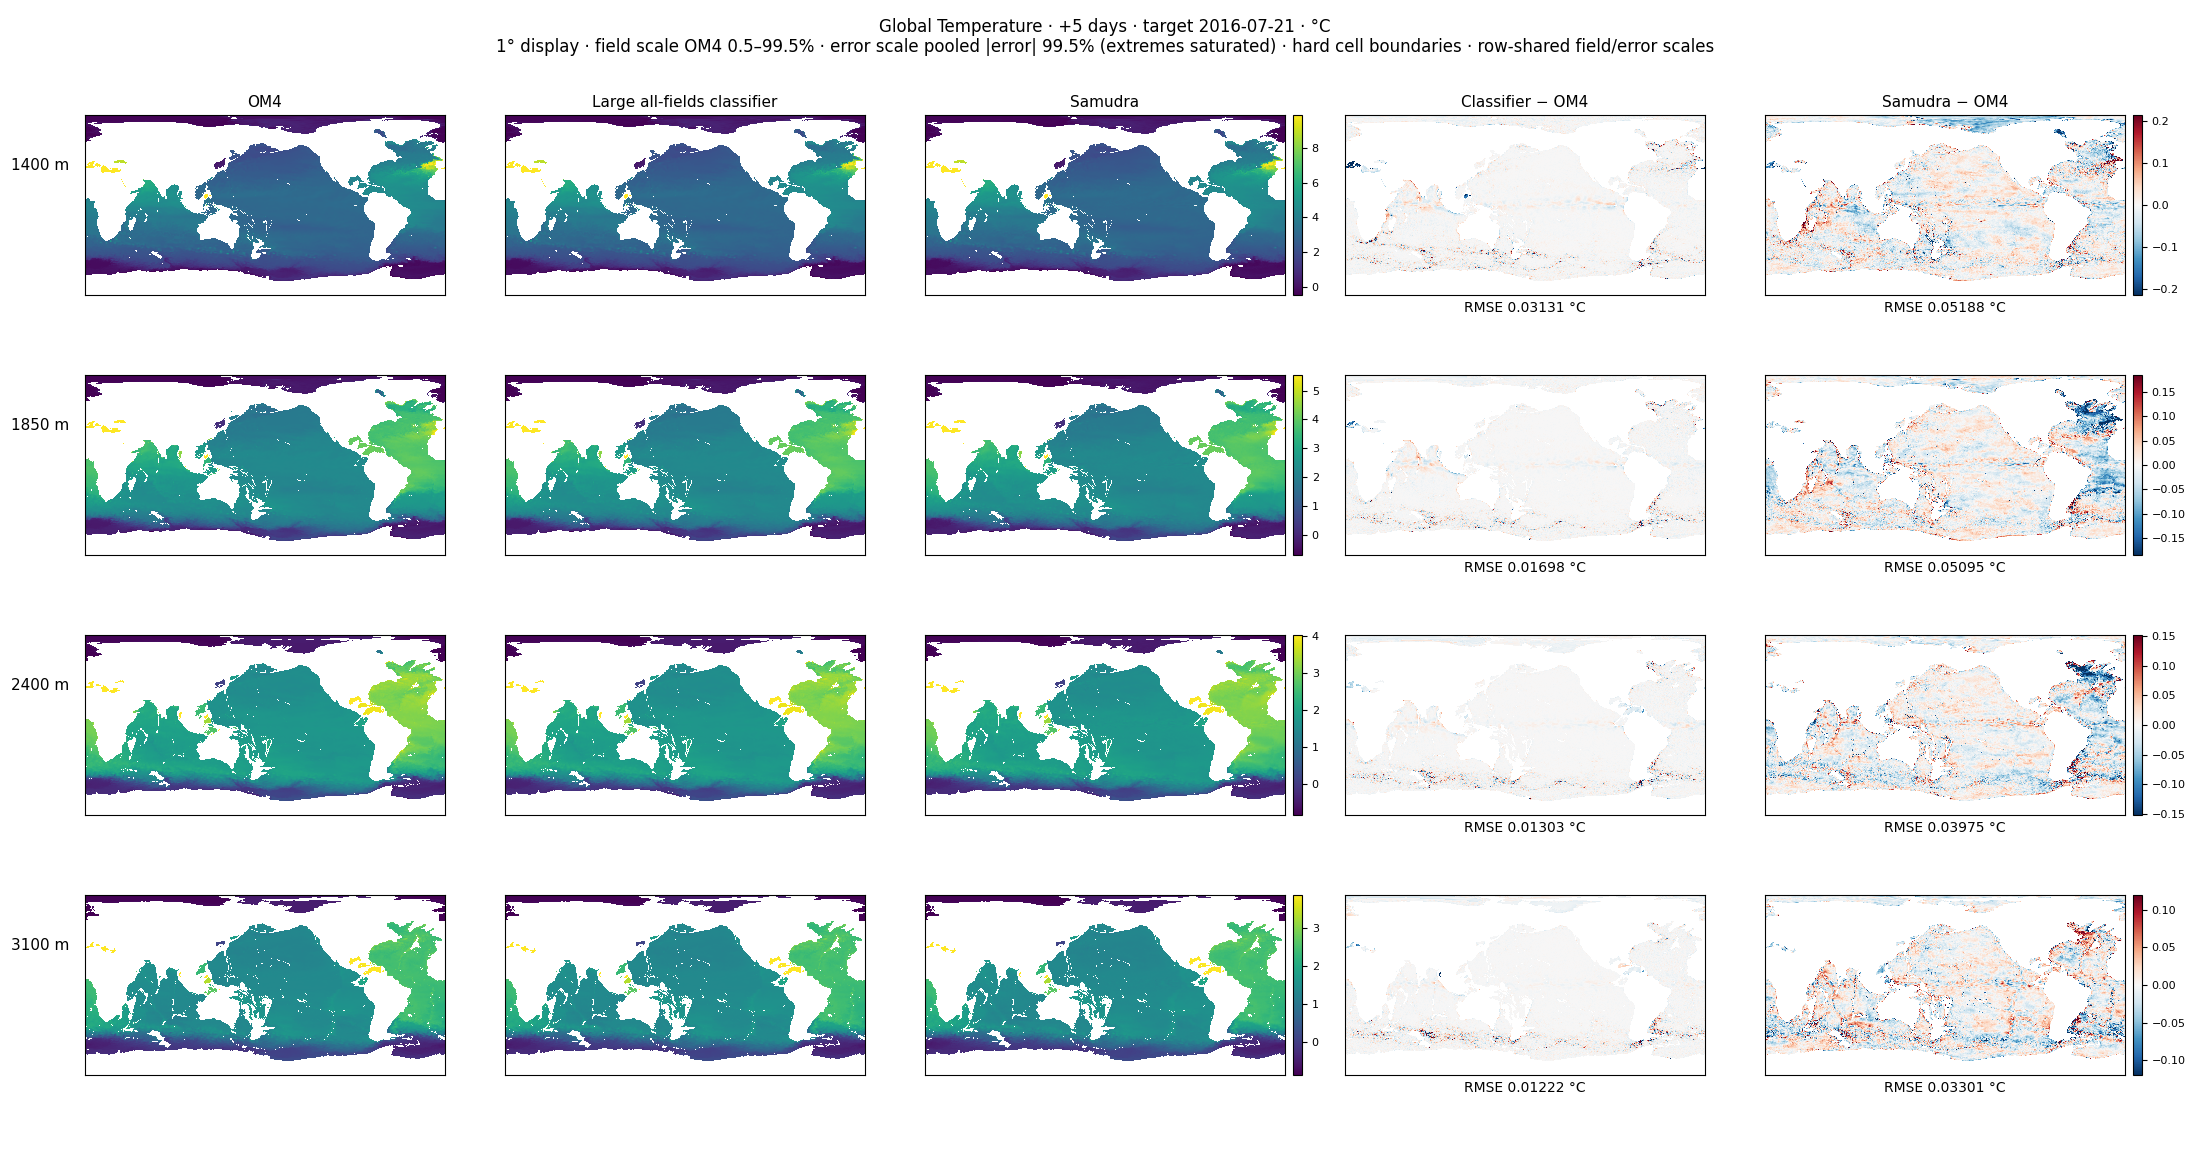 Global Temperature · +5 days · target 2016-07-21 · °C
1° display · field scale OM4 0.5–99.5% · error scale pooled |error| 99.5% (extremes saturated) · hard cell boundaries · row-shared field/error scales
OM4
Large all-fields classifier
Samudra
Classifier − OM4
Samudra − OM4
1400 m
8
6
4
2
0
0.2
0.1
0.0
−0.1
−0.2
RMSE 0.03131 °C
RMSE 0.05188 °C
1850 m
5
4
3
2
1
0
0.15
0.10
0.05
0.00
−0.05
−0.10
−0.15
RMSE 0.01698 °C
RMSE 0.05095 °C
2400 m
4
3
2
1
0
0.15
0.10
0.05
0.00
−0.05
−0.10
−0.15
RMSE 0.01303 °C
RMSE 0.03975 °C
3100 m
3
2
1
0
0.10
0.05
0.00
−0.05
−0.10
RMSE 0.01222 °C
RMSE 0.03301 °C